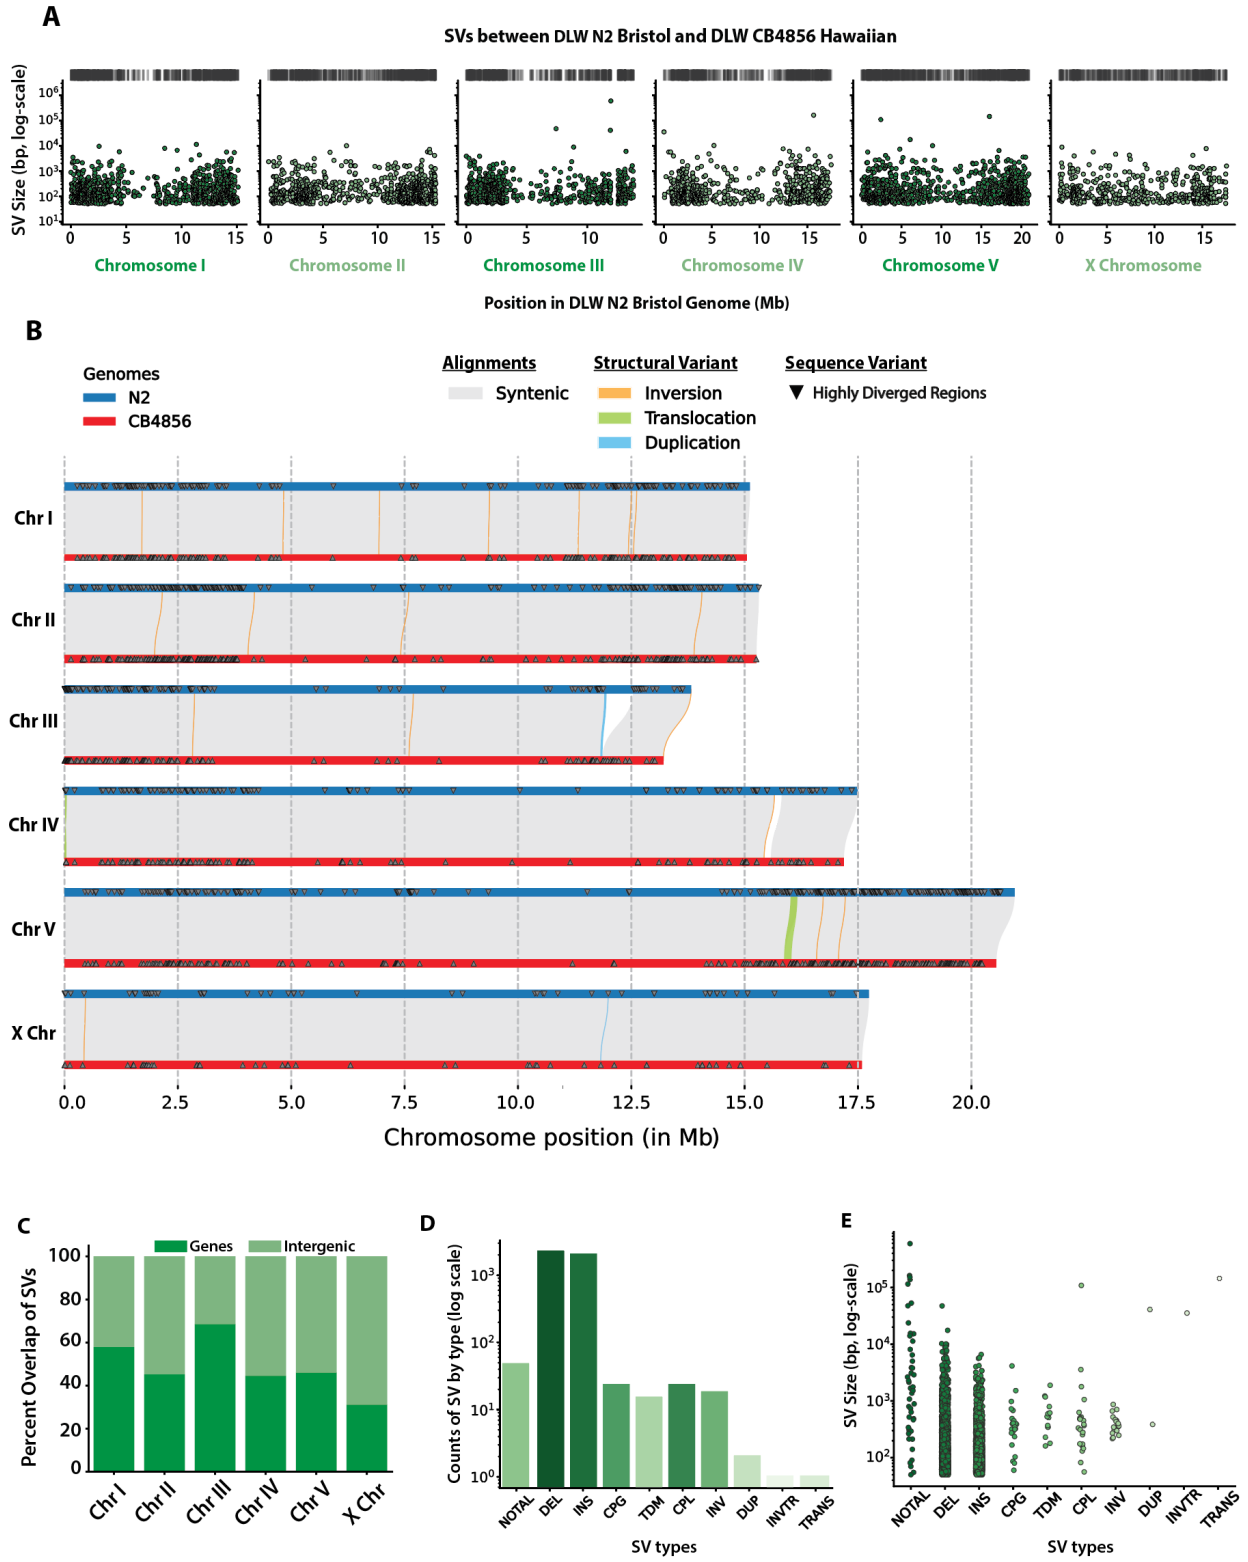 A
SVs between DLW N2 Bristol and DLW CB4856 Hawaiian
SV Size (bp, log-scale)
10⁶
10⁵
10⁴
10³
10²
10¹
0 5 10 15 0 5 10 15 0 5 10 0 5 10 15 0 5 10 15 20 0 5 10 15
Chromosome I Chromosome II Chromosome III Chromosome IV Chromosome V X Chromosome
Position in DLW N2 Bristol Genome (Mb)
B
Genomes
N2
CB4856
Alignments
Syntenic
Structural Variant
Inversion
Translocation
Duplication
Sequence Variant
Highly Diverged Regions
Chr I
Chr II
Chr III
Chr IV
Chr V
X Chr
0.0 2.5 5.0 7.5 10.0 12.5 15.0 17.5 20.0
Chromosome position (in Mb)
C
Genes Intergenic
Percent Overlap of SVs
100
80
60
40
20
0
Chr I Chr II Chr III Chr IV Chr V X Chr
D
Counts of SV by type (log scale)
10³
10²
10¹
10⁰
NOTAL DEL INS CPG TDM CPL INV DUP INVTR TRANS
SV types
E
SV Size (bp, log-scale)
10⁵
10⁴
10³
10²
NOTAL DEL INS CPG TDM CPL INV DUP INVTR TRANS
SV types